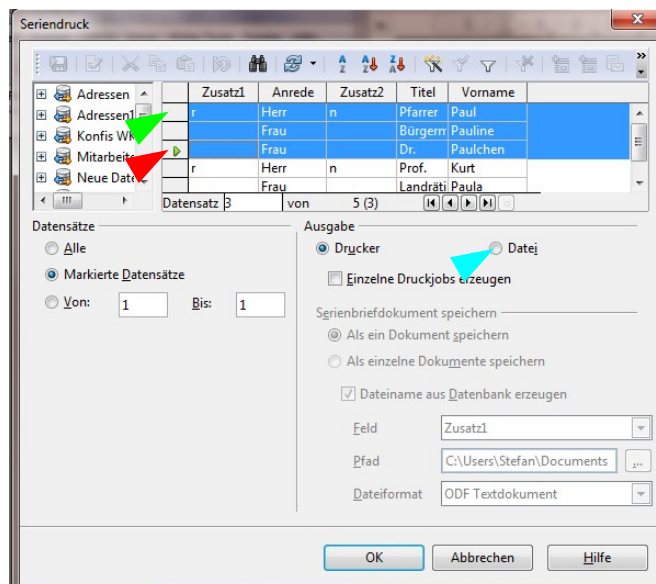 Seriendruck
Zusatz1 Anrede Zusatz2 Titel Vorname
Adressen
Adressen1
Konfis
Mitarbeite
Neue Date
r Herr n Pfarrer Paul
Frau Bürgerm Pauline
Frau Dr. Paulchen
r Herr n Prof. Kurt
Frau Landräti Paula
Datensatz 3 von 5 (3)
Datensätze
Alle
Markierte Datensätze
Von: 1 Bis: 1
Ausgabe
Drucker Datei
Einzelne Druckjobs erzeugen
Serienbriefdokument speichern
Als ein Dokument speichern
Als einzelne Dokumente speichern
Dateiname aus Datenbank erzeugen
Feld Zusatz1
Pfad C:\Users\Stefan\Documents ...
Dateiformat ODF Textdokument
OK Abbrechen Hilfe